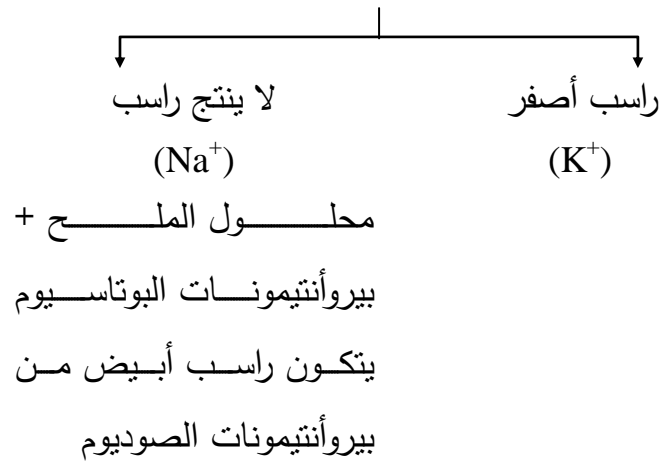 راسب أصفر
(K⁺)
لا ينتج راسب
(Na⁺)
محلول الملح +
بيروأنتيمونات البوتاسيوم
يتكون راسب أبيض من
بيروأنتيمونات الصوديوم